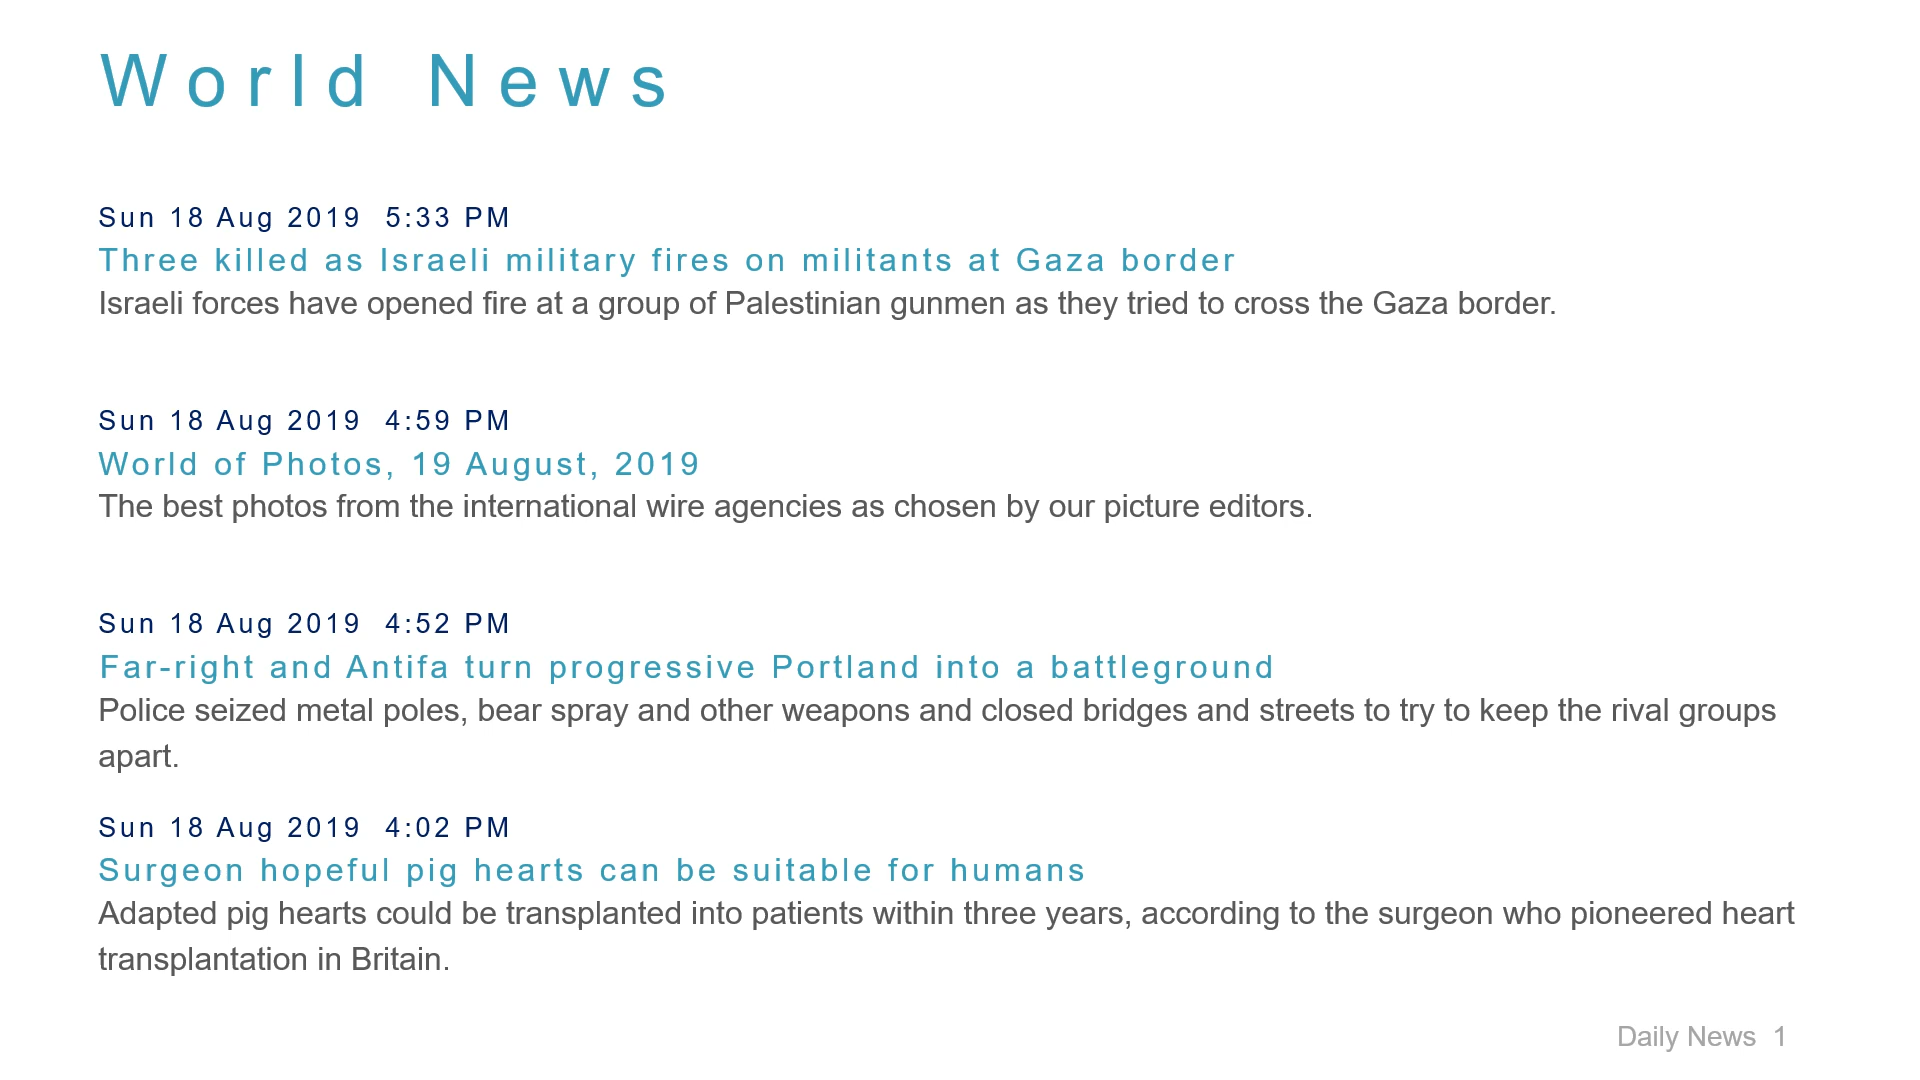 World News
Sun 18 Aug 2019 5:33 PM
Three killed as Israeli military fires on militants at Gaza border
Israeli forces have opened fire at a group of Palestinian gunmen as they tried to cross the Gaza border.
Sun 18 Aug 2019 4:59 PM
World of Photos, 19 August, 2019
The best photos from the international wire agencies as chosen by our picture editors.
Sun 18 Aug 2019 4:52 PM
Far-right and Antifa turn progressive Portland into a battleground
Police seized metal poles, bear spray and other weapons and closed bridges and streets to try to keep the rival groups
apart.
Sun 18 Aug 2019 4:02 PM
Surgeon hopeful pig hearts can be suitable for humans
Adapted pig hearts could be transplanted into patients within three years, according to the surgeon who pioneered heart
transplantation in Britain.
Daily News 1